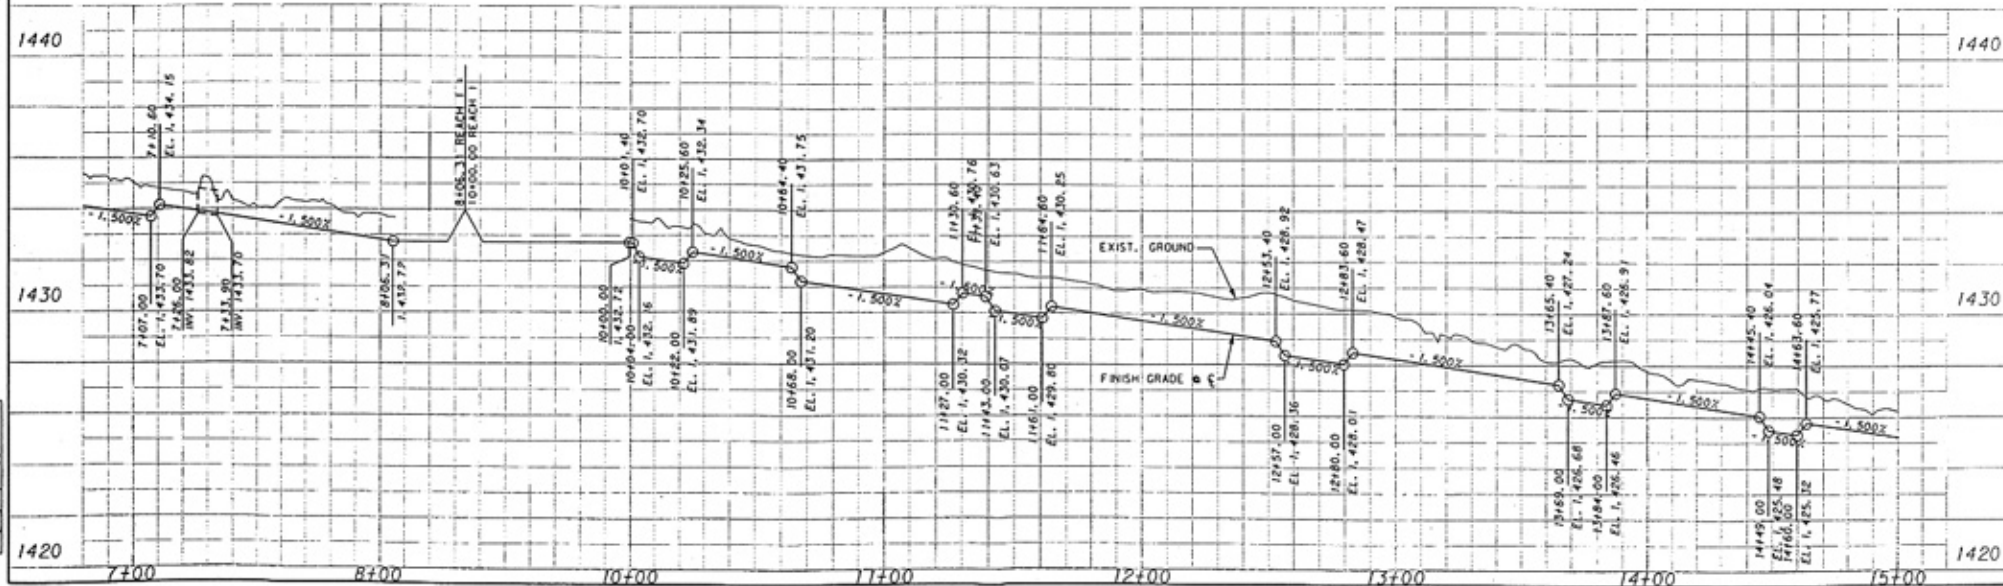 1440
1440
1430
1430
1420
1420
7+10.60
EL. 1,434.15
8+06.31 REACH 1
10+00.00 REACH 1
10+01.40
EL. 1,432.70
10+25.60
EL. 1,432.34
10+64.40
EL. 1,431.75
11+30.60
EL. 1,430.76
EL. 1,430.63
11+64.60
EL. 1,430.25
EXIST. GROUND
12+53.40
EL. 1,428.92
12+83.60
EL. 1,428.47
13+65.40
EL. 1,427.24
13+87.60
EL. 1,426.91
14+45.40
EL. 1,426.04
14+63.60
EL. 1,425.77
-1.500%
-1.500%
-1.500%
-1.500%
-1.500%
-1.500%
-1.500%
-1.500%
-1.500%
-1.500%
-1.500%
-1.500%
-1.500%
-1.500%
7+07.00
EL. 1,433.70
7+26.00
INV. 1433.82
7+33.90
INV. 1433.70
8+06.31
10+00.00
1,432.72
10+04.00
EL. 1,432.16
10+22.00
EL. 1,431.89
10+68.00
EL. 1,431.20
11+27.00
EL. 1,430.32
11+43.00
EL. 1,430.07
11+61.00
EL. 1,429.80
FINISH GRADE @ ℄
12+57.00
EL. 1,428.36
12+80.00
EL. 1,428.01
13+69.00
EL. 1,426.68
13+84.00
EL. 1,426.46
14+49.00
EL. 1,425.48
14+60.00
EL. 1,425.32
7+00
8+00
10+00
11+00
12+00
13+00
14+00
15+00